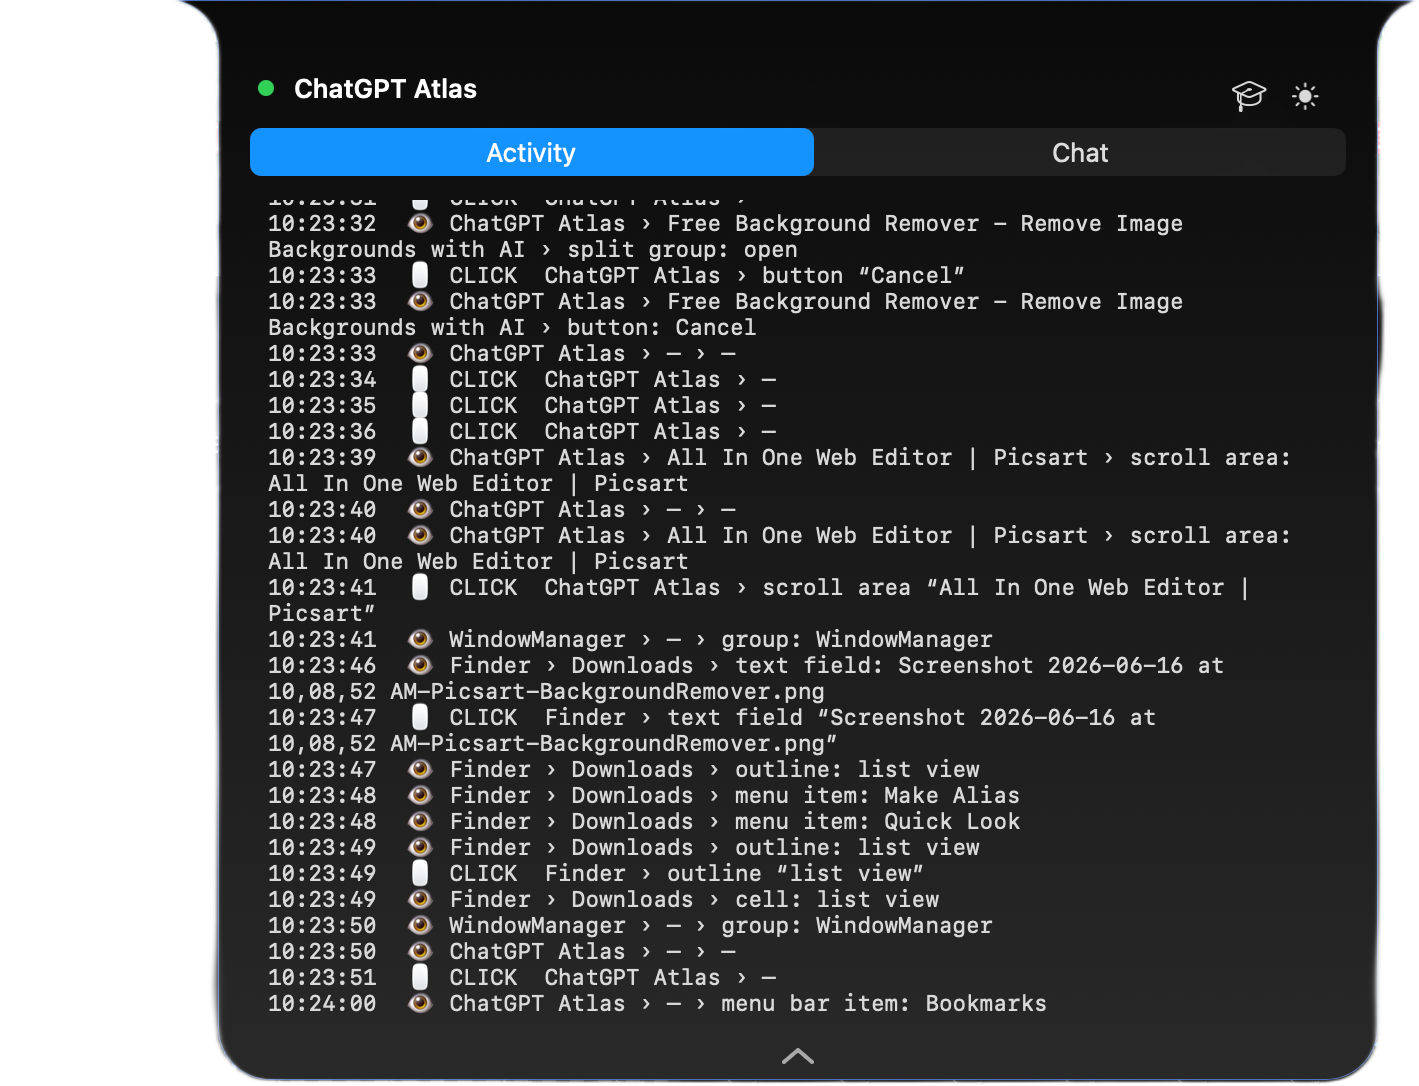 ChatGPT Atlas
Activity
Chat
10:23:31 CLICK ChatGPT Atlas ›
10:23:32 👁️ ChatGPT Atlas › Free Background Remover – Remove Image
Backgrounds with AI › split group: open
10:23:33 CLICK ChatGPT Atlas › button “Cancel”
10:23:33 👁️ ChatGPT Atlas › Free Background Remover – Remove Image
Backgrounds with AI › button: Cancel
10:23:33 👁️ ChatGPT Atlas › — › —
10:23:34 CLICK ChatGPT Atlas › —
10:23:35 CLICK ChatGPT Atlas › —
10:23:36 CLICK ChatGPT Atlas › —
10:23:39 👁️ ChatGPT Atlas › All In One Web Editor | Picsart › scroll area:
All In One Web Editor | Picsart
10:23:40 👁️ ChatGPT Atlas › — › —
10:23:40 👁️ ChatGPT Atlas › All In One Web Editor | Picsart › scroll area:
All In One Web Editor | Picsart
10:23:41 CLICK ChatGPT Atlas › scroll area “All In One Web Editor |
Picsart”
10:23:41 👁️ WindowManager › — › group: WindowManager
10:23:46 👁️ Finder › Downloads › text field: Screenshot 2026-06-16 at
10,08,52 AM-Picsart-BackgroundRemover.png
10:23:47 CLICK Finder › text field “Screenshot 2026-06-16 at
10,08,52 AM-Picsart-BackgroundRemover.png”
10:23:47 👁️ Finder › Downloads › outline: list view
10:23:48 👁️ Finder › Downloads › menu item: Make Alias
10:23:48 👁️ Finder › Downloads › menu item: Quick Look
10:23:49 👁️ Finder › Downloads › outline: list view
10:23:49 CLICK Finder › outline “list view”
10:23:49 👁️ Finder › Downloads › cell: list view
10:23:50 👁️ WindowManager › — › group: WindowManager
10:23:50 👁️ ChatGPT Atlas › — › —
10:23:51 CLICK ChatGPT Atlas › —
10:24:00 👁️ ChatGPT Atlas › — › menu bar item: Bookmarks